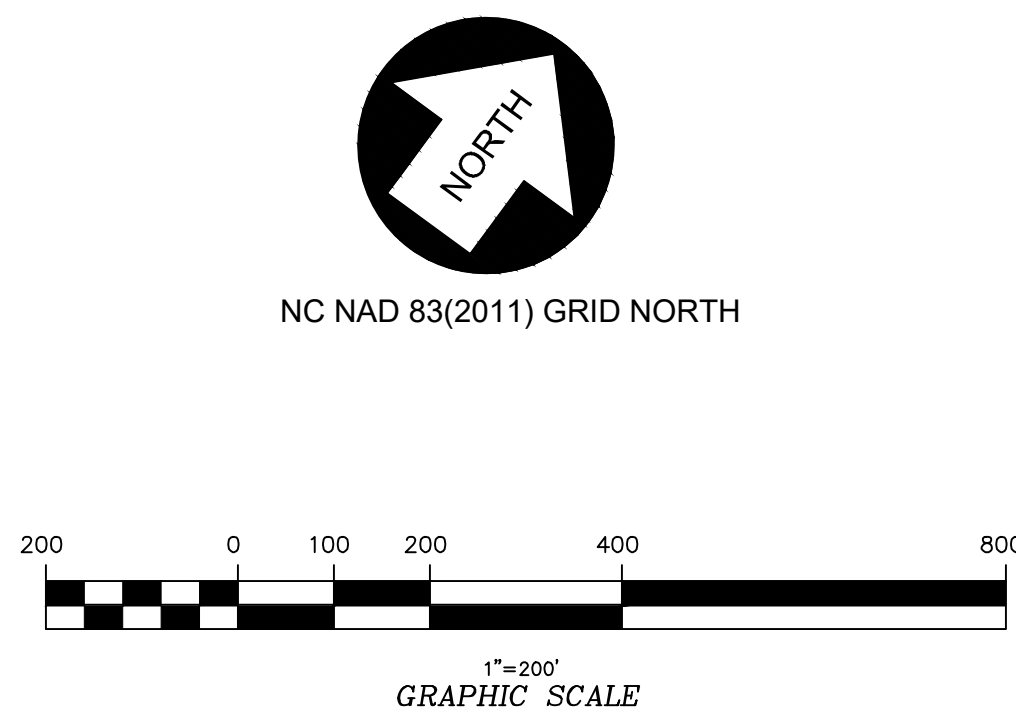 NORTH
NC NAD 83(2011) GRID NORTH
200 0 100 200 400 800
1"=200'
GRAPHIC SCALE